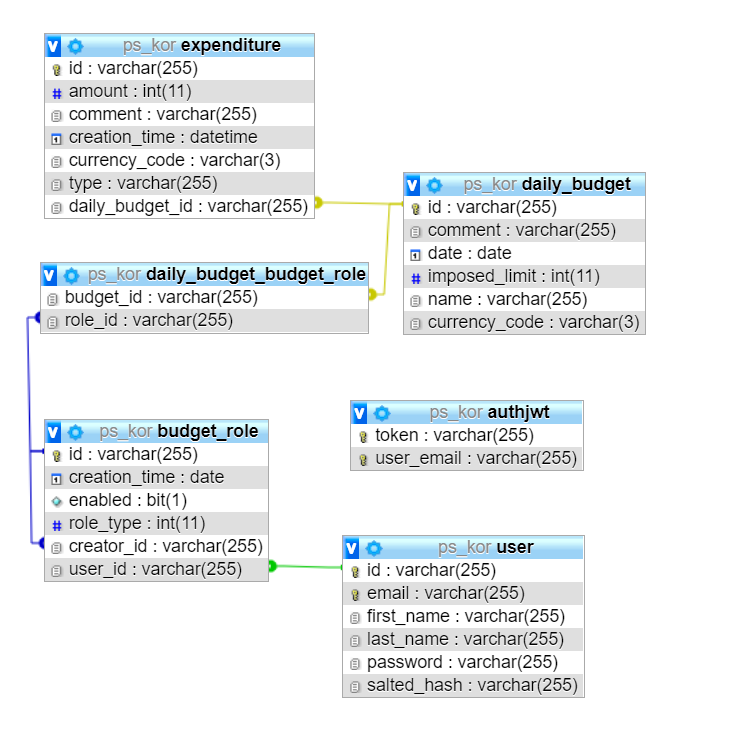 ps_kor expenditure
id : varchar(255)
amount : int(11)
comment : varchar(255)
creation_time : datetime
currency_code : varchar(3)
type : varchar(255)
daily_budget_id : varchar(255)
ps_kor daily_budget
id : varchar(255)
comment : varchar(255)
date : date
imposed_limit : int(11)
name : varchar(255)
currency_code : varchar(3)
ps_kor daily_budget_budget_role
budget_id : varchar(255)
role_id : varchar(255)
ps_kor budget_role
id : varchar(255)
creation_time : date
enabled : bit(1)
role_type : int(11)
creator_id : varchar(255)
user_id : varchar(255)
ps_kor authjwt
token : varchar(255)
user_email : varchar(255)
ps_kor user
id : varchar(255)
email : varchar(255)
first_name : varchar(255)
last_name : varchar(255)
password : varchar(255)
salted_hash : varchar(255)